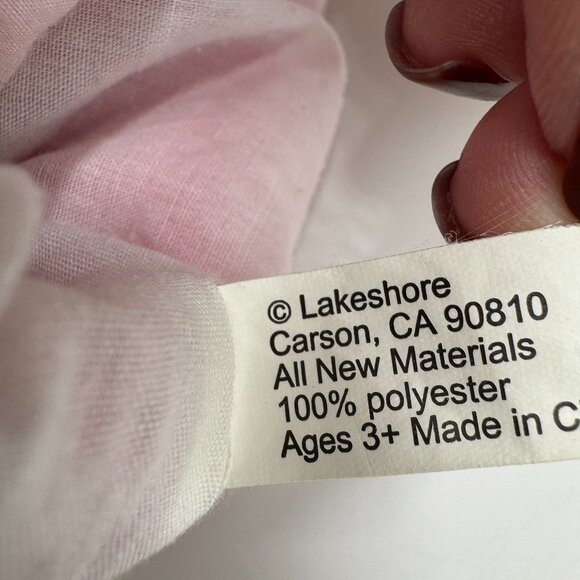 © Lakeshore
Carson, CA 90810
All New Materials
100% polyester
Ages 3+ Made in